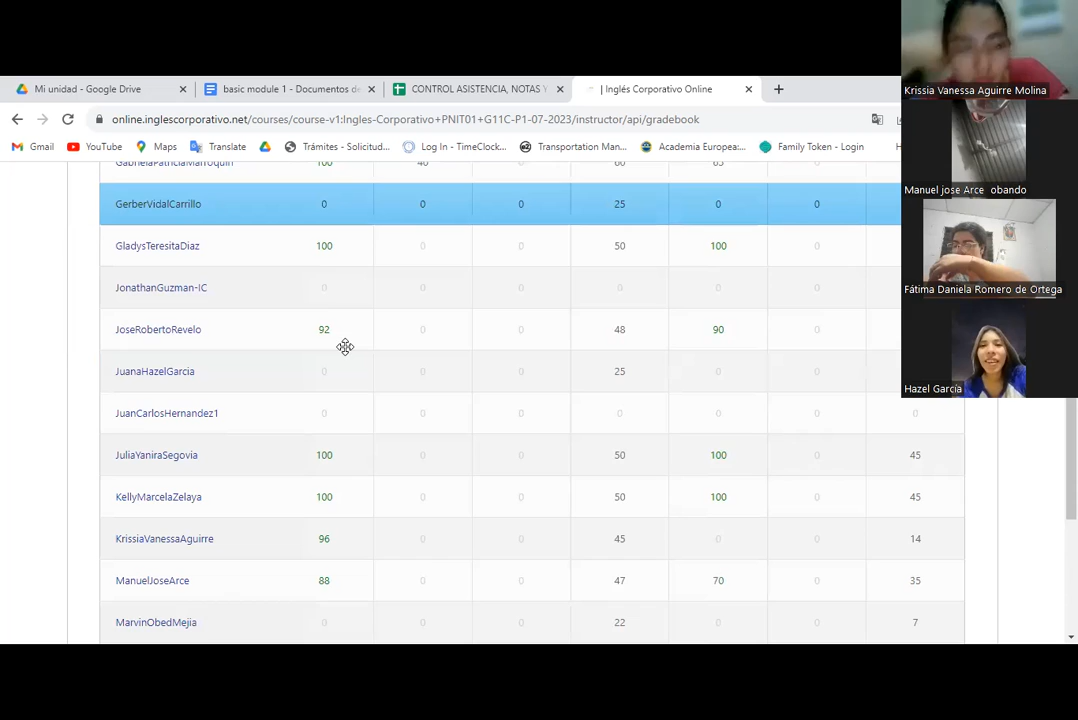 Mi unidad - Google Drive
basic module 1 - Documentos de
CONTROL ASISTENCIA, NOTAS Y
| Inglés Corporativo Online
online.inglescorporativo.net/courses/course-v1:Ingles-Corporativo+PNIT01+G11C-P1-07-2023/instructor/api/gradebook
Gmail YouTube Maps Translate Trámites - Solicitud... Log In - TimeClock... Transportation Man... Academia Europea:... Family Token - Login
GabrielaPatriciaMarroquin 100 40 0 60 65
GerberVidalCarrillo 0 0 0 25 0 0
GladysTeresitaDiaz 100 0 0 50 100 0
JonathanGuzman-IC 0 0 0 0 0 0
JoseRobertoRevelo 92 0 0 48 90 0
JuanaHazelGarcia 0 0 0 25 0 0
JuanCarlosHernandez1 0 0 0 0 0 0 0
JuliaYaniraSegovia 100 0 0 50 100 0 45
KellyMarcelaZelaya 100 0 0 50 100 0 45
KrissiaVanessaAguirre 96 0 0 45 0 0 14
ManuelJoseArce 88 0 0 47 70 0 35
MarvinObedMejia 0 0 0 22 0 0 7
Krissia Vanessa Aguirre Molina
Manuel jose Arce obando
Fátima Daniela Romero de Ortega
Hazel García